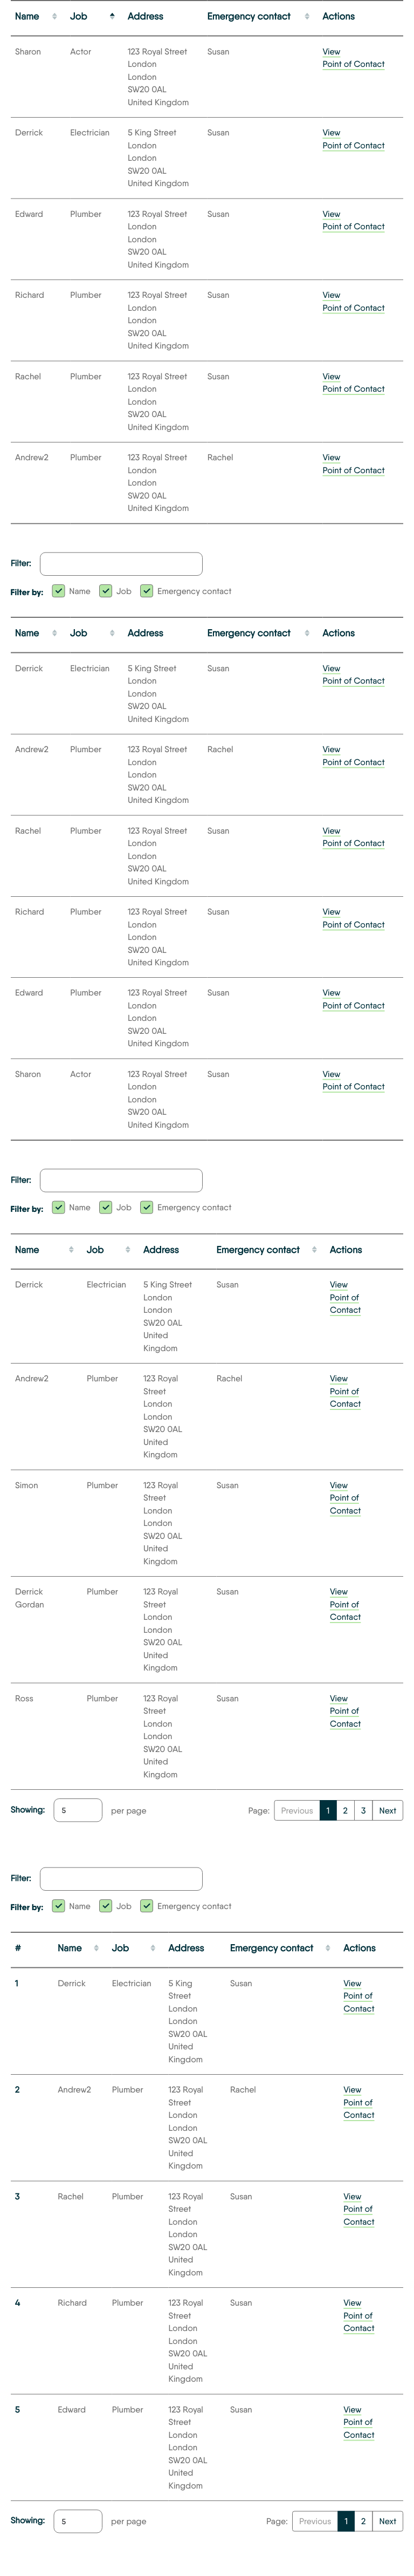 Name Job Address Emergency contact Actions
Sharon Actor 123 Royal Street Susan View
London Point of Contact
London
SW20 0AL
United Kingdom
Derrick Electrician 5 King Street Susan View
London Point of Contact
London
SW20 0AL
United Kingdom
Edward Plumber 123 Royal Street Susan View
London Point of Contact
London
SW20 0AL
United Kingdom
Richard Plumber 123 Royal Street Susan View
London Point of Contact
London
SW20 0AL
United Kingdom
Rachel Plumber 123 Royal Street Susan View
London Point of Contact
London
SW20 0AL
United Kingdom
Andrew2 Plumber 123 Royal Street Rachel View
London Point of Contact
London
SW20 0AL
United Kingdom
Filter:
Filter by: Name Job Emergency contact
Name Job Address Emergency contact Actions
Derrick Electrician 5 King Street Susan View
London Point of Contact
London
SW20 0AL
United Kingdom
Andrew2 Plumber 123 Royal Street Rachel View
London Point of Contact
London
SW20 0AL
United Kingdom
Rachel Plumber 123 Royal Street Susan View
London Point of Contact
London
SW20 0AL
United Kingdom
Richard Plumber 123 Royal Street Susan View
London Point of Contact
London
SW20 0AL
United Kingdom
Edward Plumber 123 Royal Street Susan View
London Point of Contact
London
SW20 0AL
United Kingdom
Sharon Actor 123 Royal Street Susan View
London Point of Contact
London
SW20 0AL
United Kingdom
Filter:
Filter by: Name Job Emergency contact
Name Job Address Emergency contact Actions
Derrick Electrician 5 King Street Susan View
London Point of
London Contact
SW20 0AL
United
Kingdom
Andrew2 Plumber 123 Royal Rachel View
Street Point of
London Contact
London
SW20 0AL
United
Kingdom
Simon Plumber 123 Royal Susan View
Street Point of
London Contact
London
SW20 0AL
United
Kingdom
Derrick Plumber 123 Royal Susan View
Gordan Street Point of
London Contact
London
SW20 0AL
United
Kingdom
Ross Plumber 123 Royal Susan View
Street Point of
London Contact
London
SW20 0AL
United
Kingdom
Showing: 5 per page Page: Previous 1 2 3 Next
Filter:
Filter by: Name Job Emergency contact
# Name Job Address Emergency contact Actions
1 Derrick Electrician 5 King Susan View
Street Point of
London Contact
London
SW20 0AL
United
Kingdom
2 Andrew2 Plumber 123 Royal Rachel View
Street Point of
London Contact
London
SW20 0AL
United
Kingdom
3 Rachel Plumber 123 Royal Susan View
Street Point of
London Contact
London
SW20 0AL
United
Kingdom
4 Richard Plumber 123 Royal Susan View
Street Point of
London Contact
London
SW20 0AL
United
Kingdom
5 Edward Plumber 123 Royal Susan View
Street Point of
London Contact
London
SW20 0AL
United
Kingdom
Showing: 5 per page Page: Previous 1 2 Next